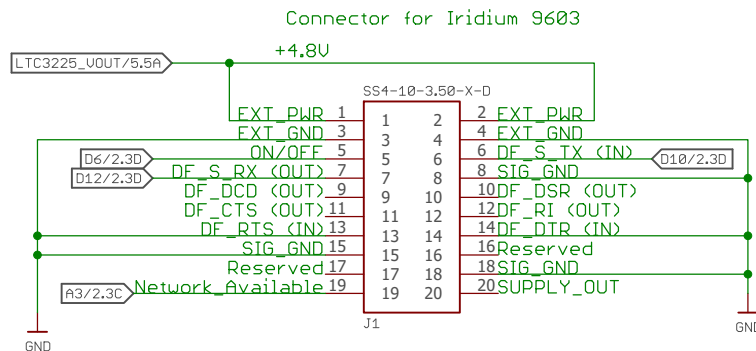 Connector for Iridium 9603
+4.8V
LTC3225_VOUT/5.5A
SS4-10-3.50-X-D
EXT_PWR 1 1 2 2 EXT_PWR
EXT_GND 3 3 4 4 EXT_GND
D6/2.3D ON/OFF 5 5 6 6 DF_S_TX (IN) D10/2.3D
D12/2.3D DF_S_RX (OUT) 7 7 8 8 SIG_GND
DF_DCD (OUT) 9 9 10 10 DF_DSR (OUT)
DF_CTS (OUT) 11 11 12 12 DF_RI (OUT)
DF_RTS (IN) 13 13 14 14 DF_DTR (IN)
SIG_GND 15 15 16 16 Reserved
Reserved 17 17 18 18 SIG_GND
A3/2.3C Network_Available 19 19 20 20 SUPPLY_OUT
J1
GND GND